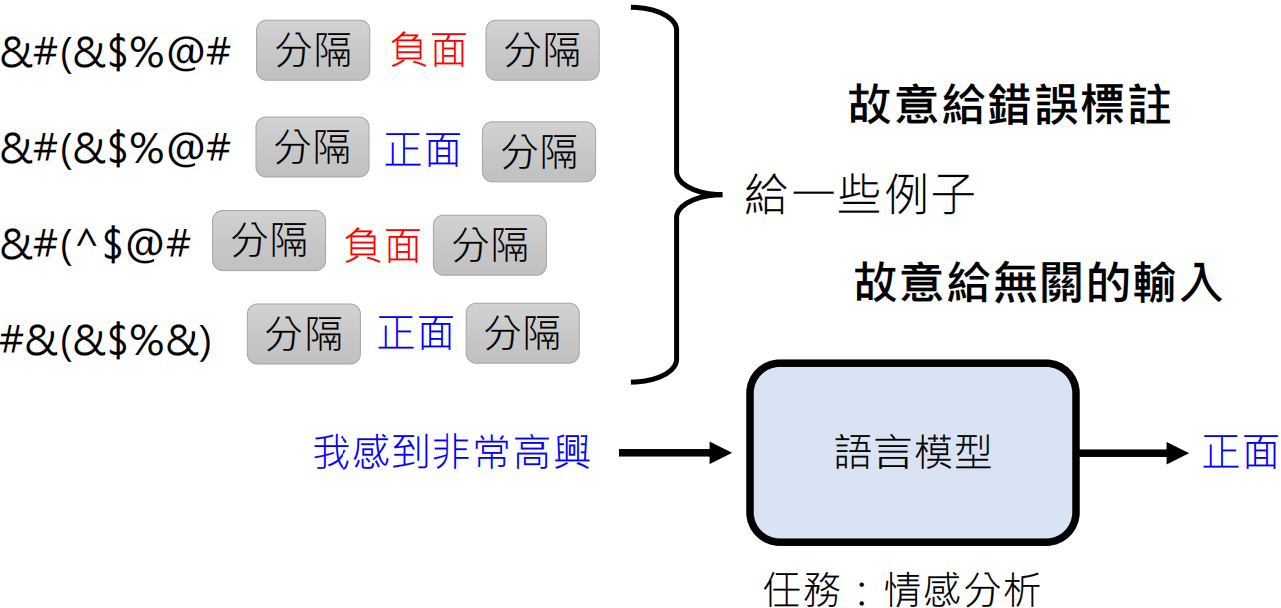 &#(&$%@# 分隔 負面 分隔
&#(&$%@# 分隔 正面 分隔
&#(^$@# 分隔 負面 分隔
#&(&$%&) 分隔 正面 分隔
故意給錯誤標註
給一些例子
故意給無關的輸入
我感到非常高興
語言模型
正面
任務：情感分析